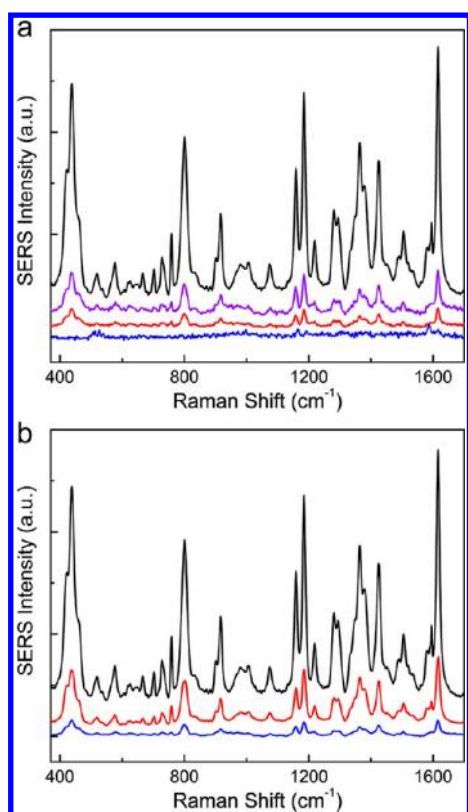 a
SERS Intensity (a.u.)
400 800 1200 1600
Raman Shift (cm⁻¹)
b
SERS Intensity (a.u.)
400 800 1200 1600
Raman Shift (cm⁻¹)